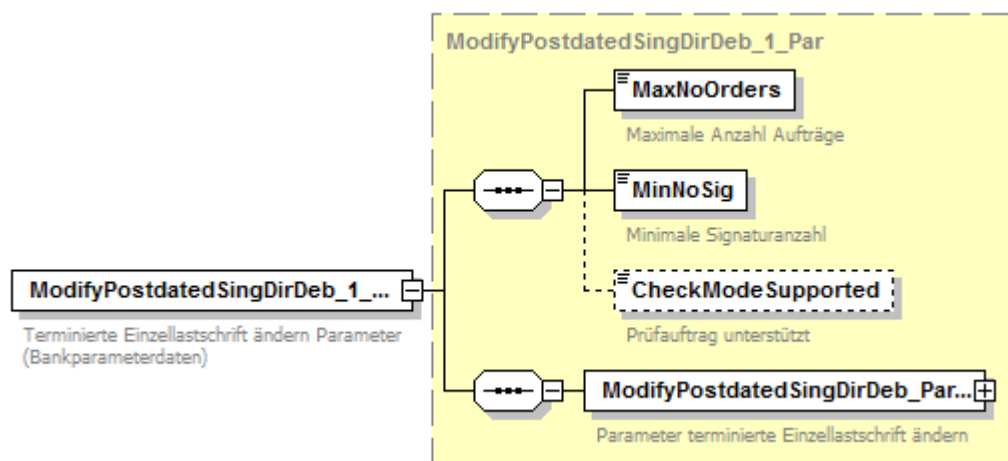 ModifyPostdatedSingDirDeb_1_Par
MaxNoOrders
Maximale Anzahl Aufträge
MinNoSig
Minimale Signaturanzahl
ModifyPostdatedSingDirDeb_1_...
Terminierte Einzellastschrift ändern Parameter
(Bankparameterdaten)
CheckModeSupported
Prüfauftrag unterstützt
ModifyPostdatedSingDirDeb_Par...
Parameter terminierte Einzellastschrift ändern